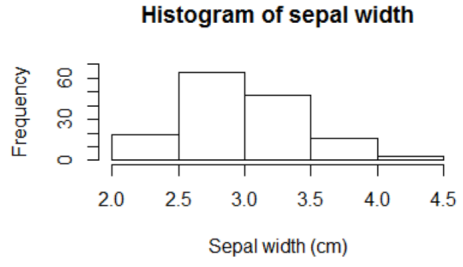 Histogram of sepal width
Frequency
60
30
0
2.0 2.5 3.0 3.5 4.0 4.5
Sepal width (cm)